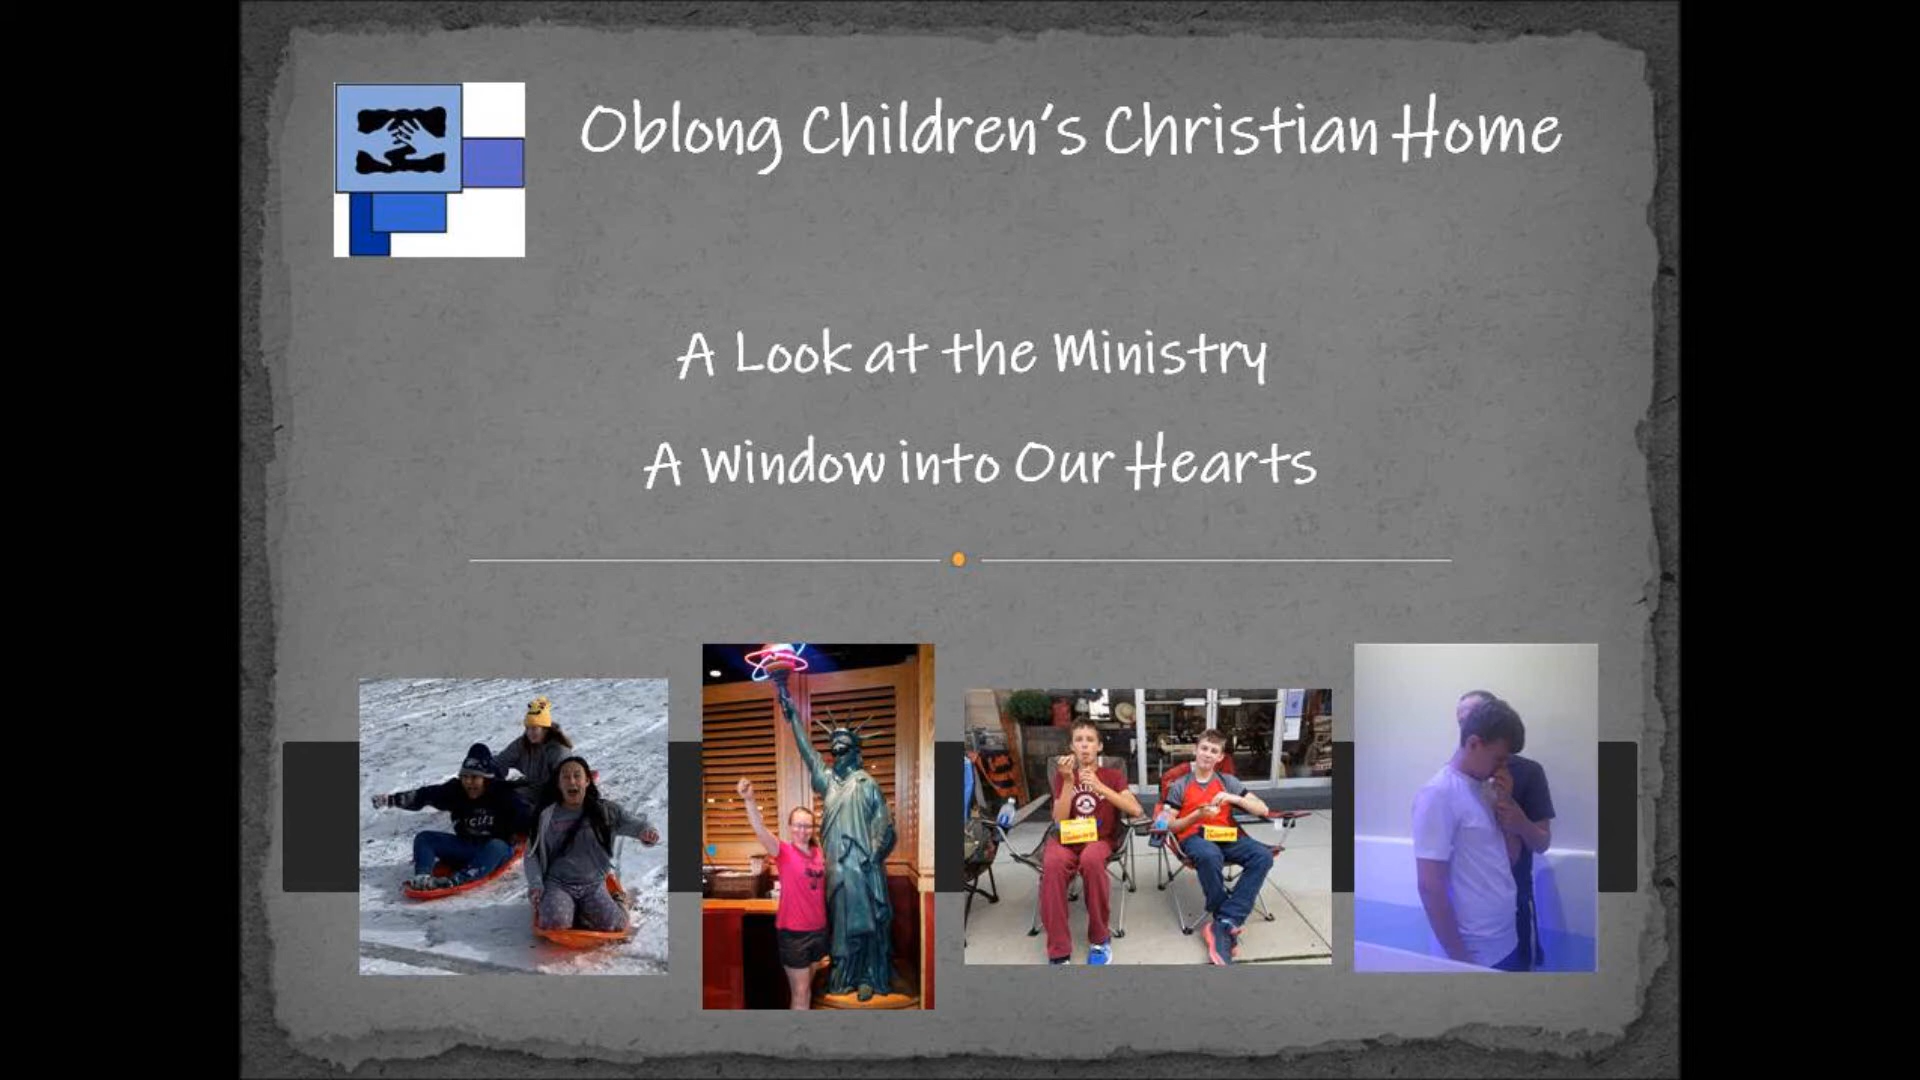 Oblong Children's Christian Home
A Look at the Ministry
A Window into Our Hearts